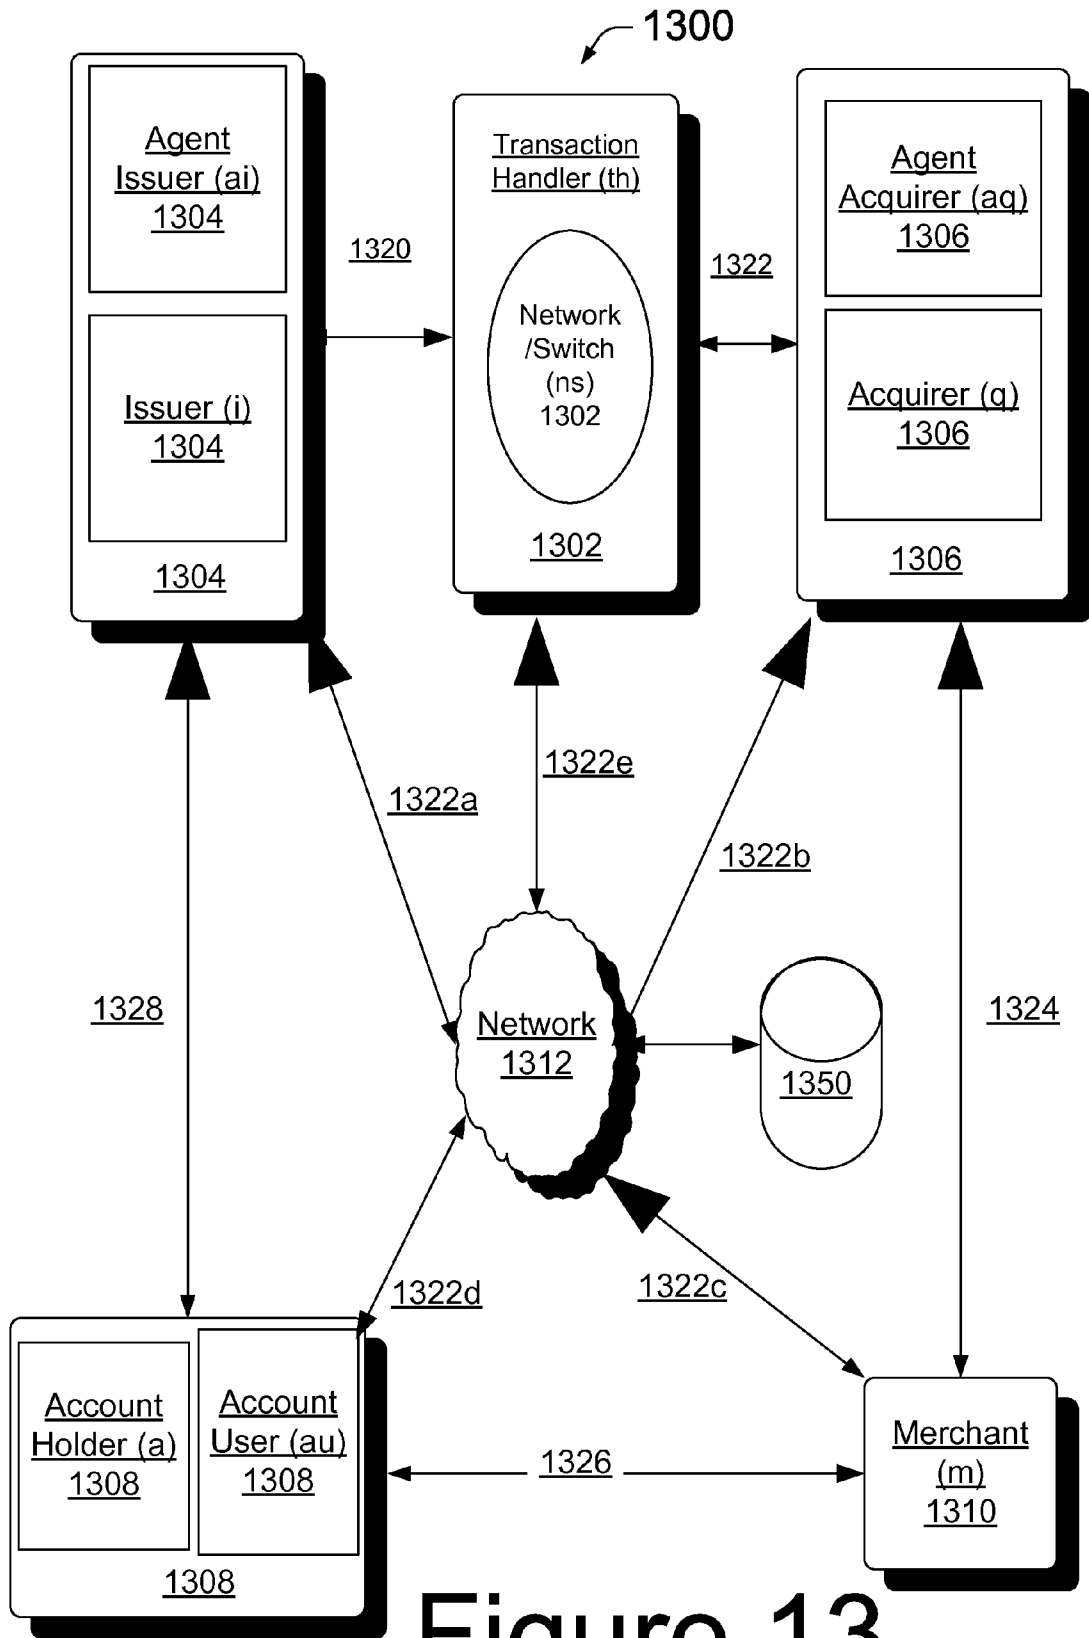 1300
Agent
Issuer (ai)
1304
Issuer (i)
1304
1304
1320
Transaction
Handler (th)
Network
/Switch
(ns)
1302
1302
1322
Agent
Acquirer (aq)
1306
Acquirer (q)
1306
1306
1322a
1322e
1322b
1328
Network
1312
1350
1324
1322d
1322c
Account
Holder (a)
1308
Account
User (au)
1308
1308
1326
Merchant
(m)
1310
Figure 13